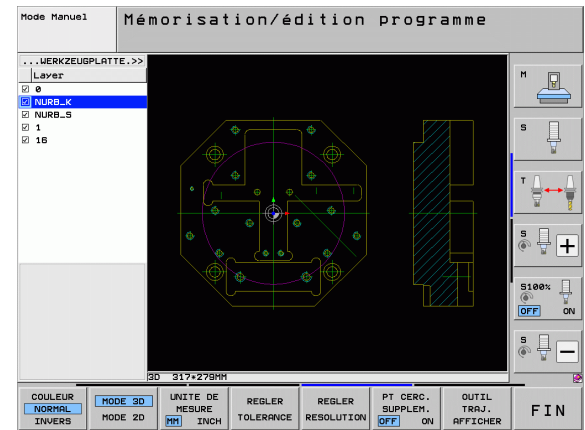 Mode Manuel
Mémorisation/édition programme
...WERKZEUGPLATTE.>>
Layer
0
NURB_K
NURB_S
1
16
M
S
T
S
S100%
OFF ON
S
3D 317*279MM
COULEUR
NORMAL
INVERS
MODE 3D
MODE 2D
UNITE DE
MESURE
MM INCH
REGLER
TOLERANCE
REGLER
RESOLUTION
PT CERC.
SUPPLEM.
OFF ON
OUTIL
TRAJ.
AFFICHER
FIN